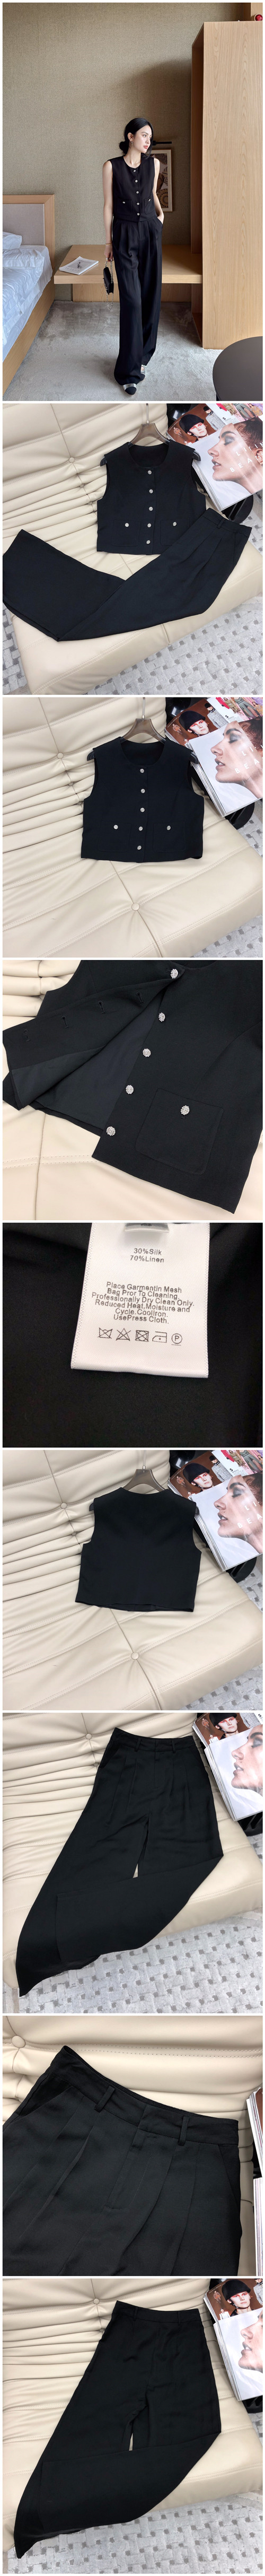 30%Silk
70%Linen
Place Garmentin Mesh
Bag Pror To Cleaning.
Professionally Dry Clean Only.
Reduced Heat,Moisture and
Cycle.Cooliron.
UsePress Cloth.
P